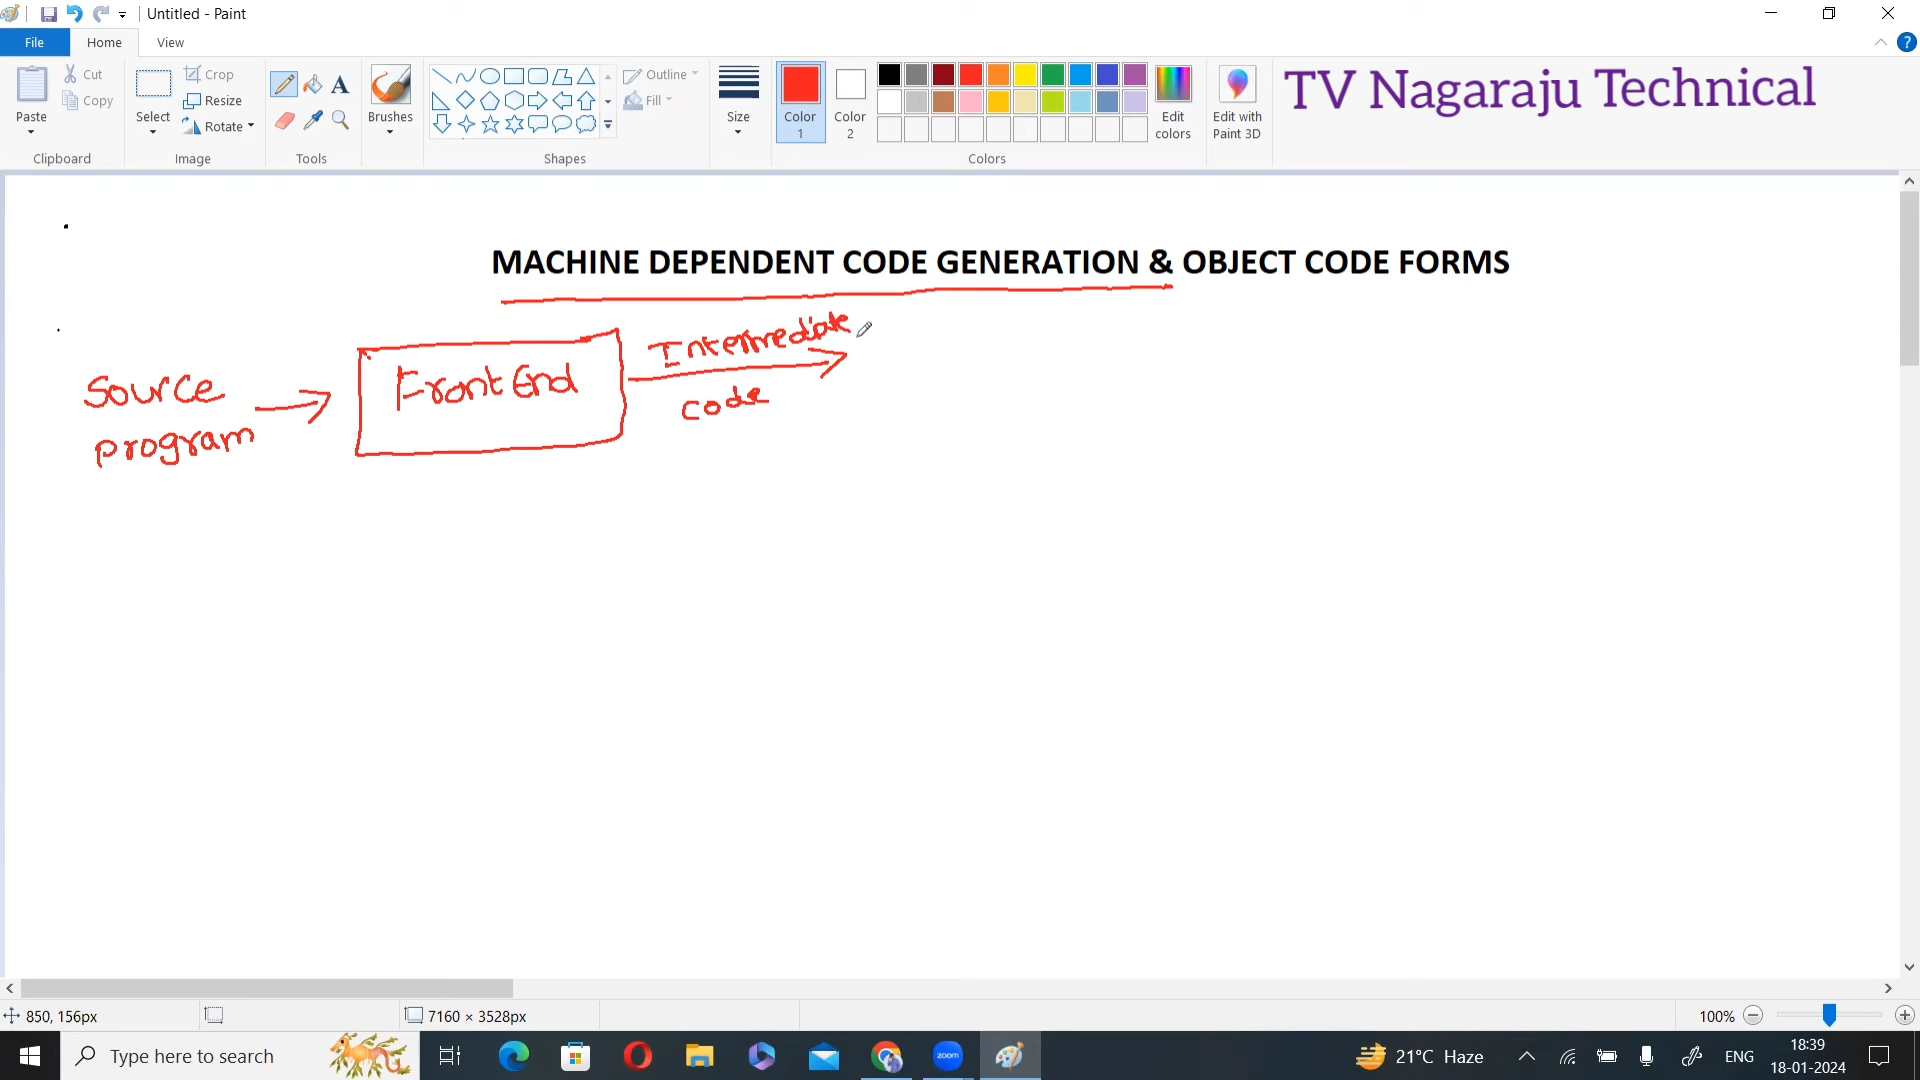 Untitled - Paint
File
Home
View
Paste
Cut
Copy
Clipboard
Select
Crop
Resize
Rotate
Image
Tools
Brushes
Shapes
Outline
Fill
Size
Color
1
Color
2
Edit
colors
Colors
Edit with
Paint 3D
TV Nagaraju Technical
MACHINE DEPENDENT CODE GENERATION & OBJECT CODE FORMS
Source
program
Front End
Intermediate
code
850, 156px
7160 × 3528px
100%
Type here to search
zoom
21°C Haze
ENG
18:39
18-01-2024